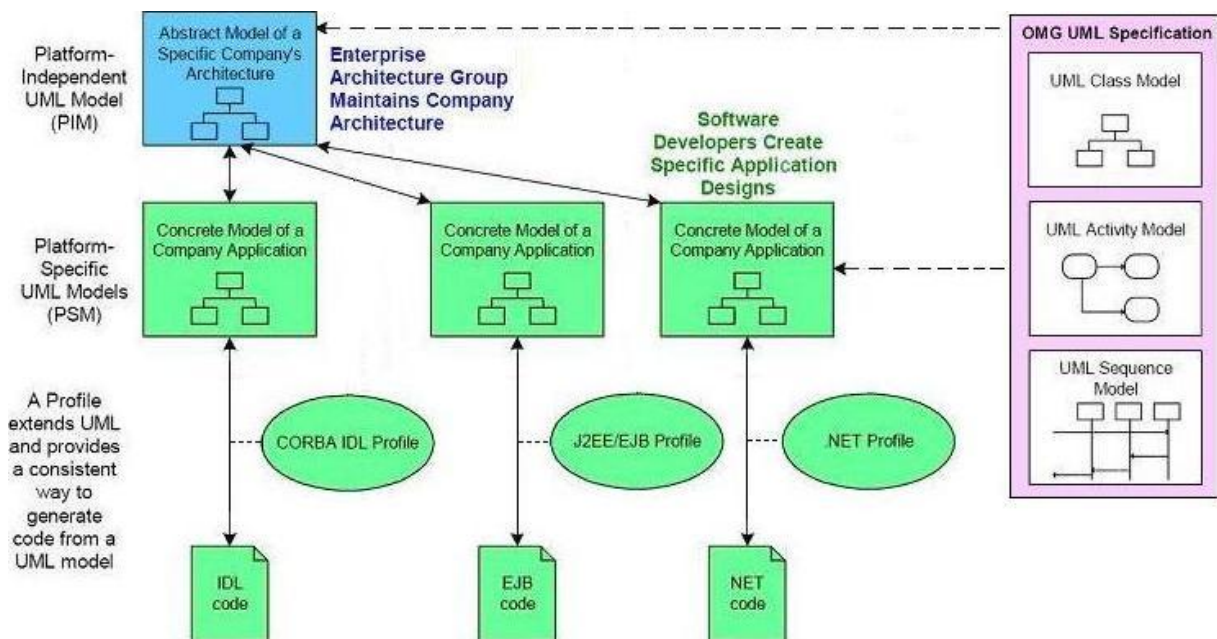 Platform-
Independent
UML Model
(PIM)
Abstract Model of a
Specific Company's
Architecture
Enterprise
Architecture Group
Maintains Company
Architecture
Software
Developers Create
Specific Application
Designs
OMG UML Specification
UML Class Model
UML Activity Model
UML Sequence
Model
Platform-
Specific
UML Models
(PSM)
Concrete Model of a
Company Application
Concrete Model of a
Company Application
Concrete Model of a
Company Application
A Profile
extends UML
and provides
a consistent
way to
generate
code from a
UML model
CORBA IDL Profile
J2EE/EJB Profile
.NET Profile
IDL
code
EJB
code
NET
code